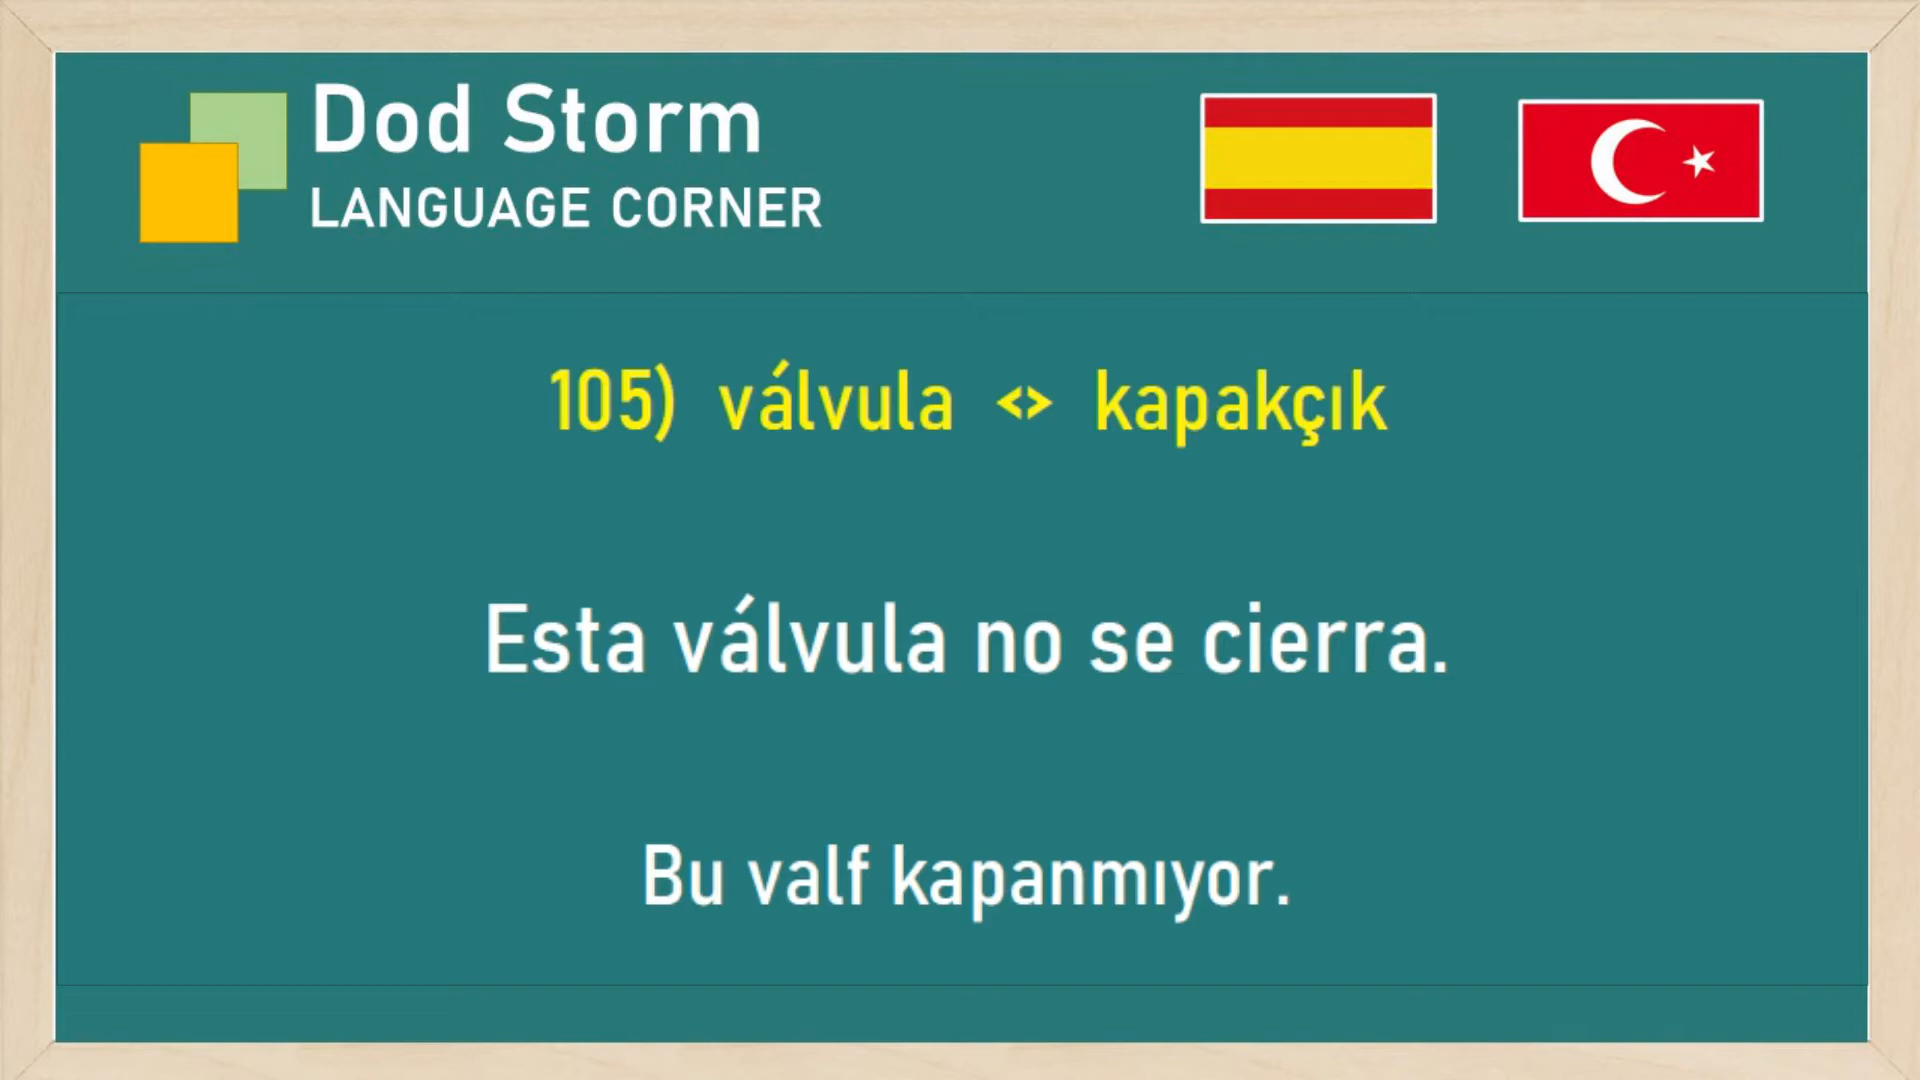 Dod Storm
LANGUAGE CORNER
105) válvula <> kapakçık
Esta válvula no se cierra.
Bu valf kapanmıyor.